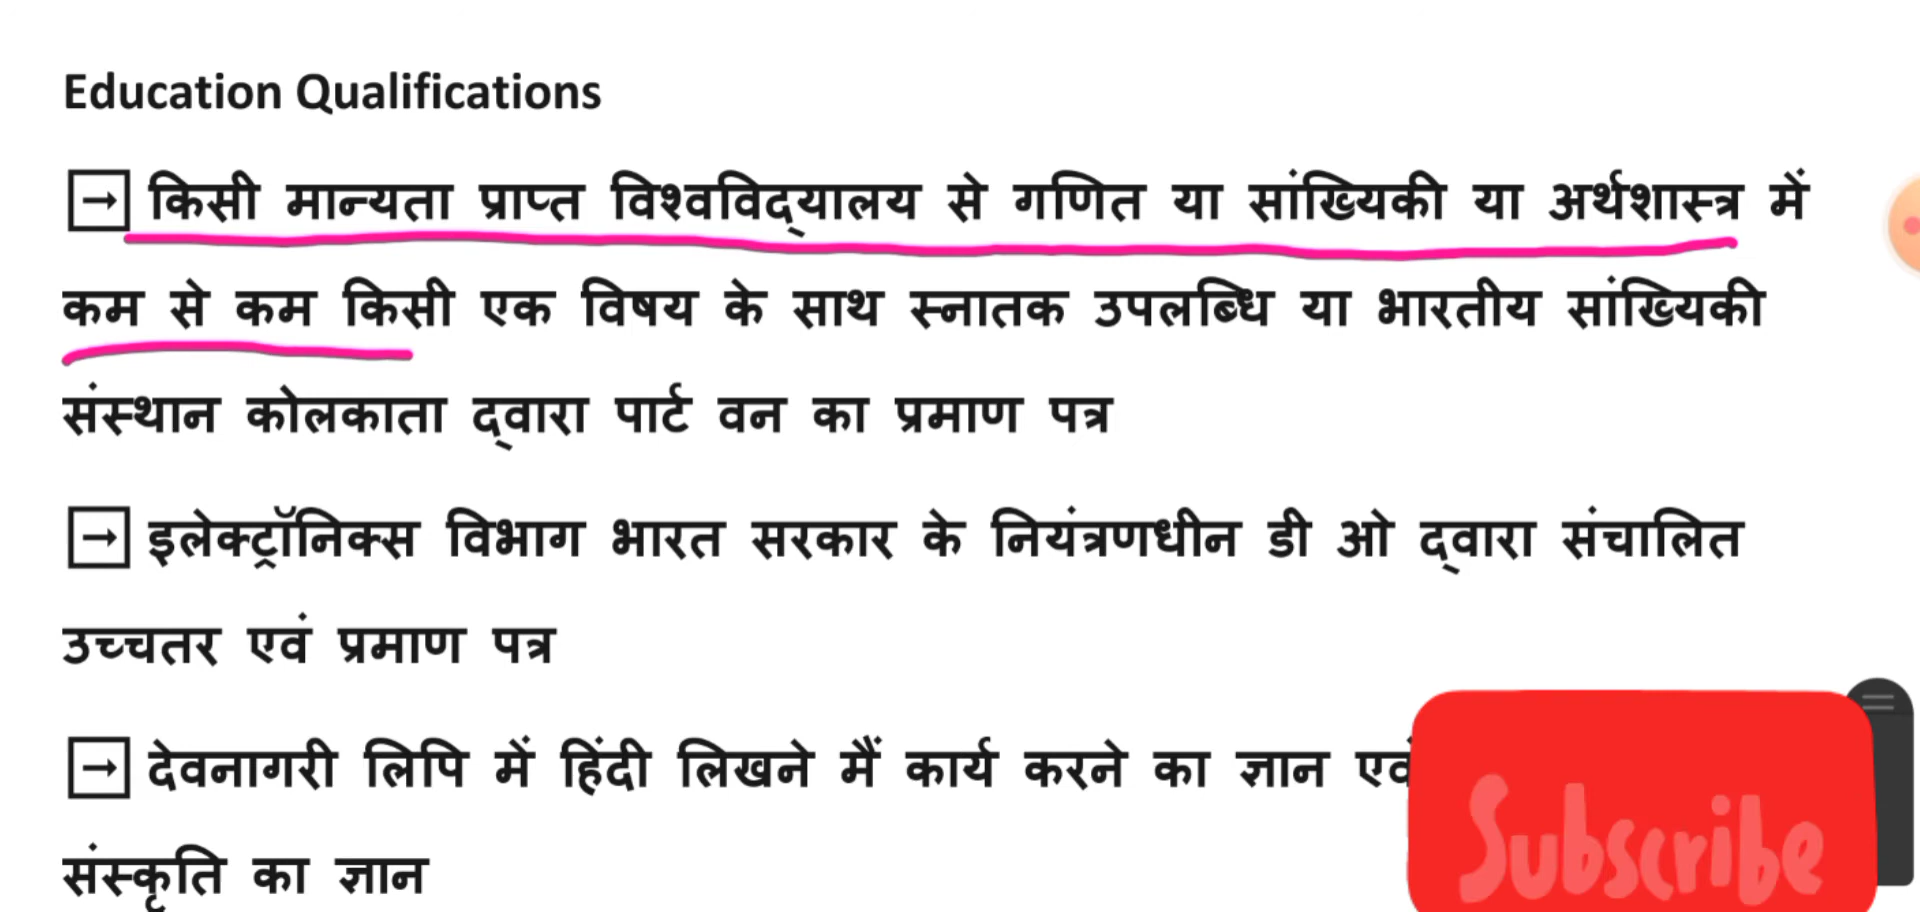 Education Qualifications
→ किसी मान्यता प्राप्त विश्वविद्यालय से गणित या सांख्यिकी या अर्थशास्त्र में
कम से कम किसी एक विषय के साथ स्नातक उपलब्धि या भारतीय सांख्यिकी
संस्थान कोलकाता द्वारा पार्ट वन का प्रमाण पत्र
→ इलेक्ट्रॉनिक्स विभाग भारत सरकार के नियंत्रणधीन डी ओ द्वारा संचालित
उच्चतर एवं प्रमाण पत्र
→ देवनागरी लिपि में हिंदी लिखने मैं कार्य करने का ज्ञान एवं
संस्कृति का ज्ञान
Subscribe